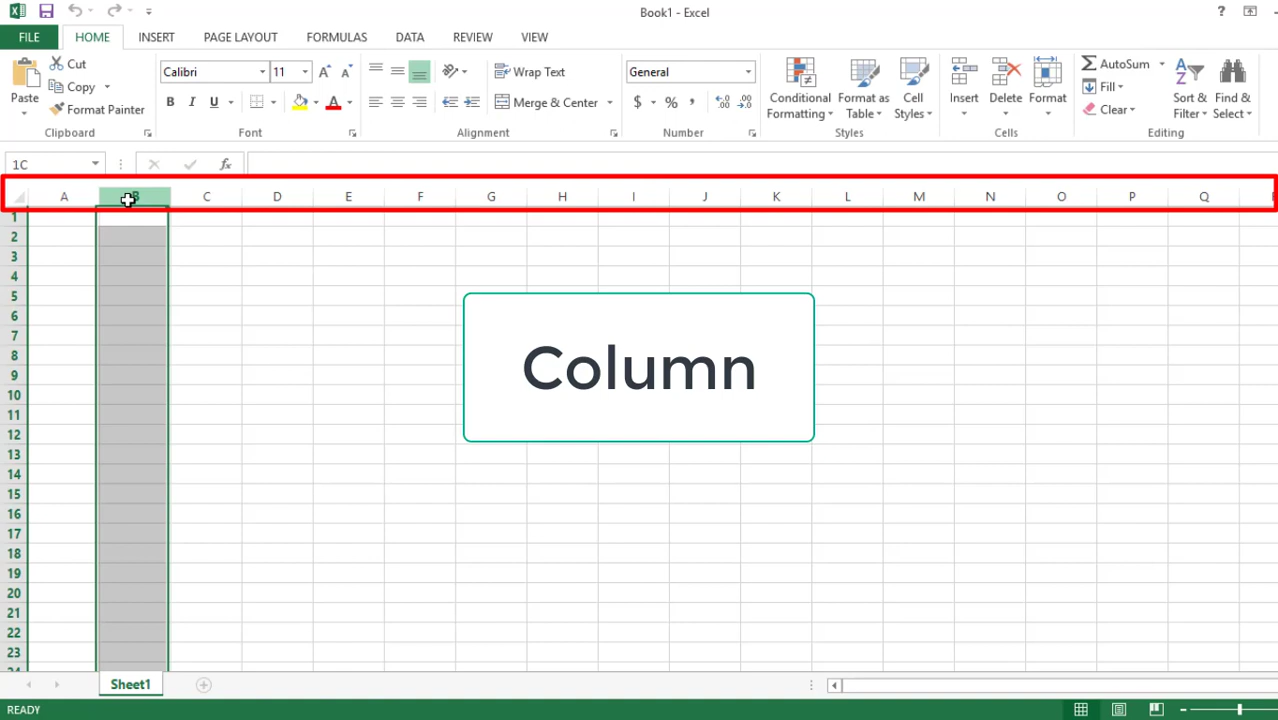 Book1 - Excel
?
FILE HOME INSERT PAGE LAYOUT FORMULAS DATA REVIEW VIEW
Cut
Calibri 11 A A
Wrap Text
General
AutoSum
Paste
Copy
Format Painter
B I U A
Merge & Center
$ % ,
Conditional Formatting
Format as Table
Cell Styles
Insert
Delete
Format
Fill
Clear
Sort & Filter
Find & Select
Clipboard Font Alignment Number Styles Cells Editing
1C fx
A B C D E F G H I J K L M N O P Q
1
2
3
4
5
6
7
8
9
10
11
12
13
14
15
16
17
18
19
20
21
22
23
Column
Sheet1
READY